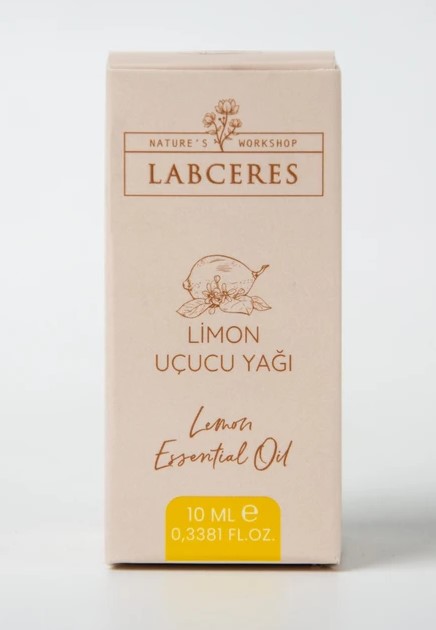 NATURE'S WORKSHOP
LABCERES
LİMON
UÇUCU YAĞI
Lemon
Essential Oil
10 ML ℮
0,3381 FL.OZ.